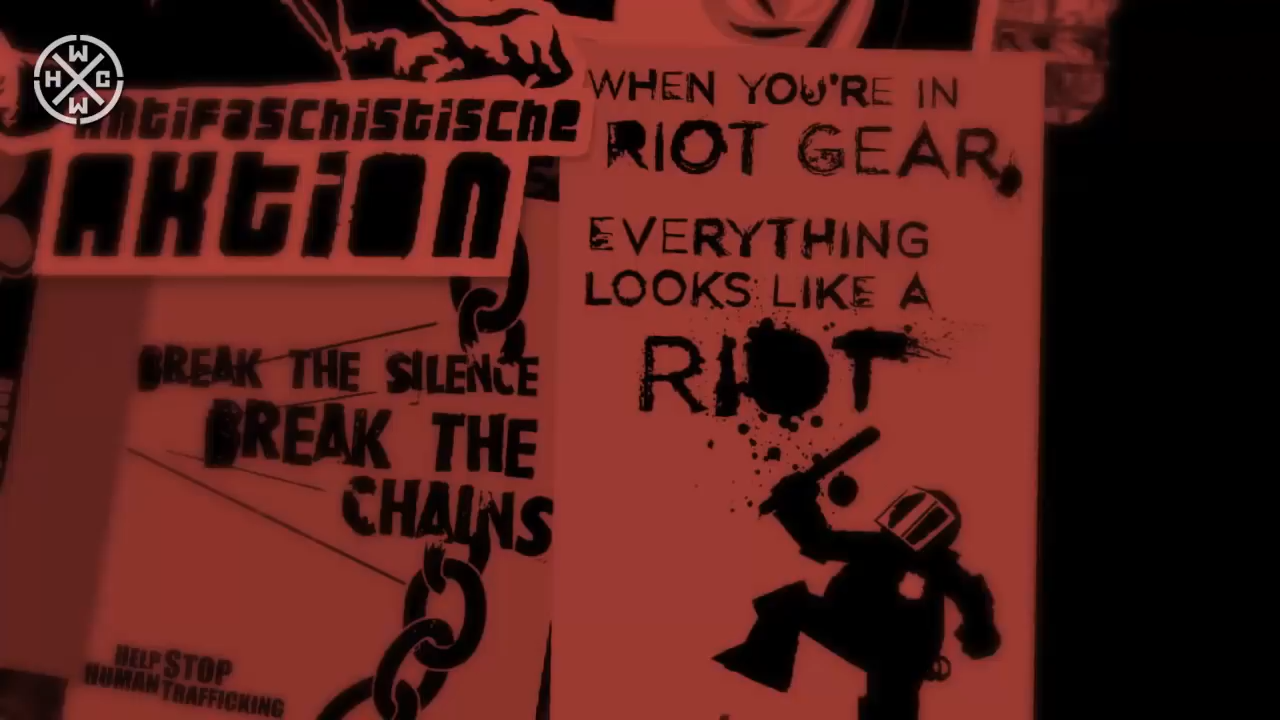 W
H G
W
Antifaschistische
Aktion
WHEN YOU'RE IN
RIOT GEAR,
EVERYTHING
LOOKS LIKE A
RIOT
BREAK THE SILENCE
BREAK THE
CHAINS
HELP STOP
HUMAN TRAFFICKING